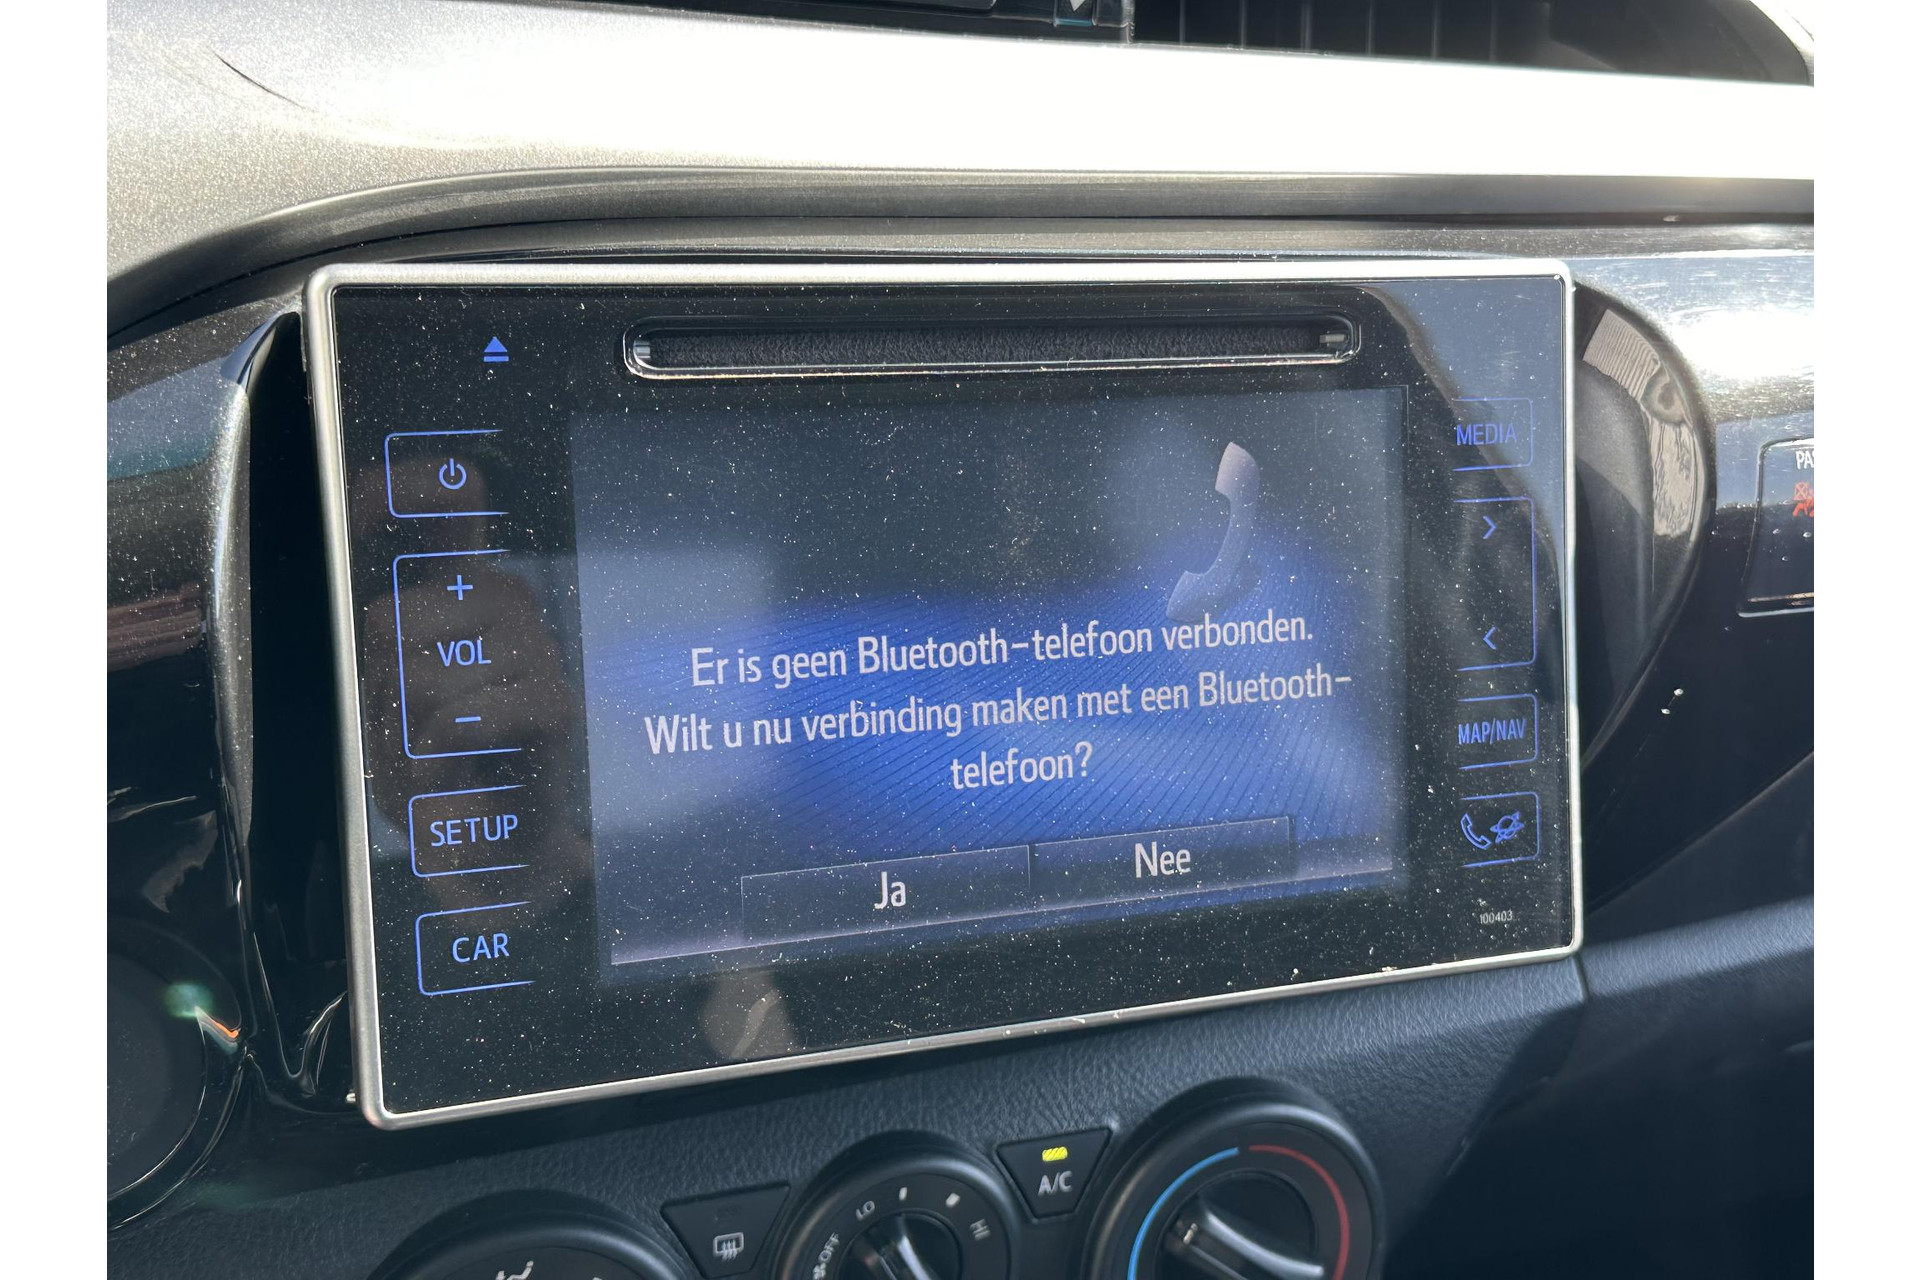 MEDIA
VOL
SETUP
CAR
MAP/NAV
Er is geen Bluetooth-telefoon verbonden.
Wilt u nu verbinding maken met een Bluetooth-
telefoon?
Ja
Nee
100403
A/C
OFF
LO
HI